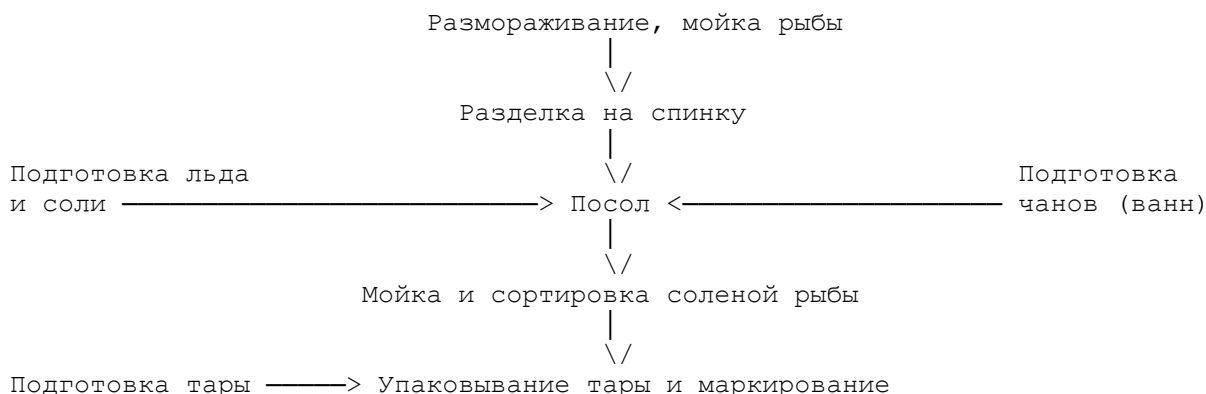 Размораживание, мойка рыбы
Разделка на спинку
Подготовка льда
и соли
Посол
Подготовка
чанов (ванн)
Мойка и сортировка соленой рыбы
Подготовка тары
Упаковывание тары и маркирование